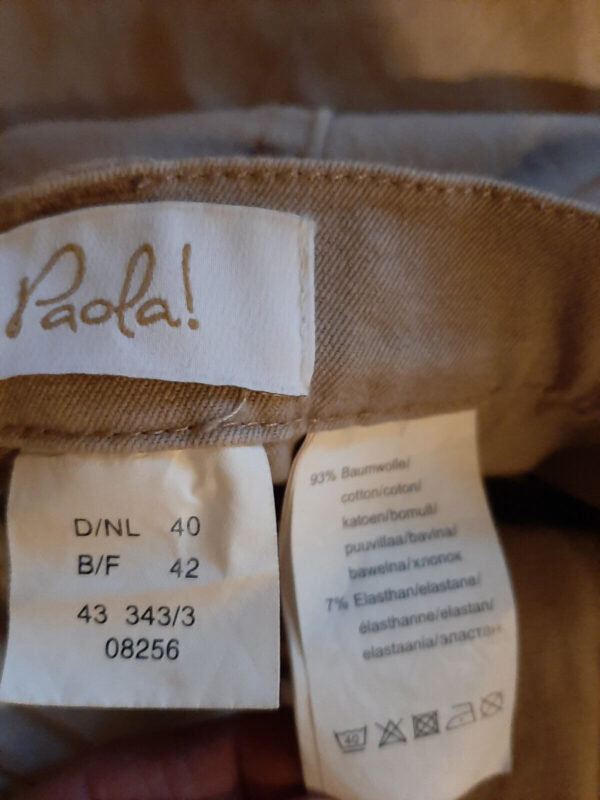 Paola!
D/NL 40
B/F 42
43 343/3
08256
93% Baumwolle/
cotton/coton/
katoen/bomull/
puuvillaa/bavlna/
bawełna/хлопок
7% Elasthan/elastane/
élasthanne/elastan/
elastaania/эластан
40